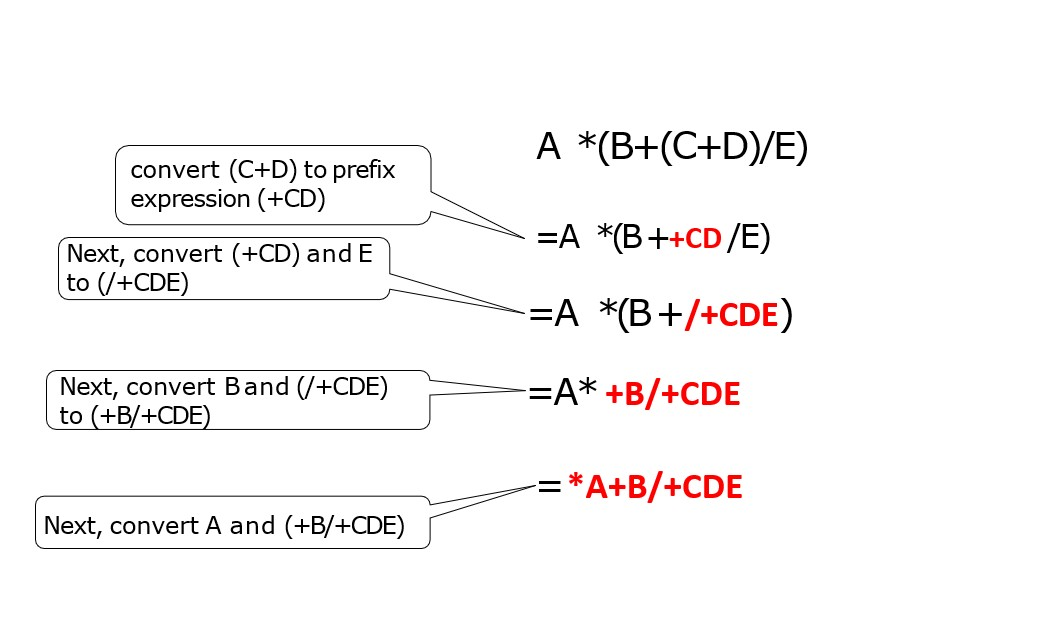 A *(B+(C+D)/E)
convert (C+D) to prefix
expression (+CD)
=A *(B++CD/E)
Next, convert (+CD) and E
to (/+CDE)
=A *(B+/+CDE)
Next, convert B and (/+CDE)
to (+B/+CDE)
=A* +B/+CDE
=*A+B/+CDE
Next, convert A and (+B/+CDE)